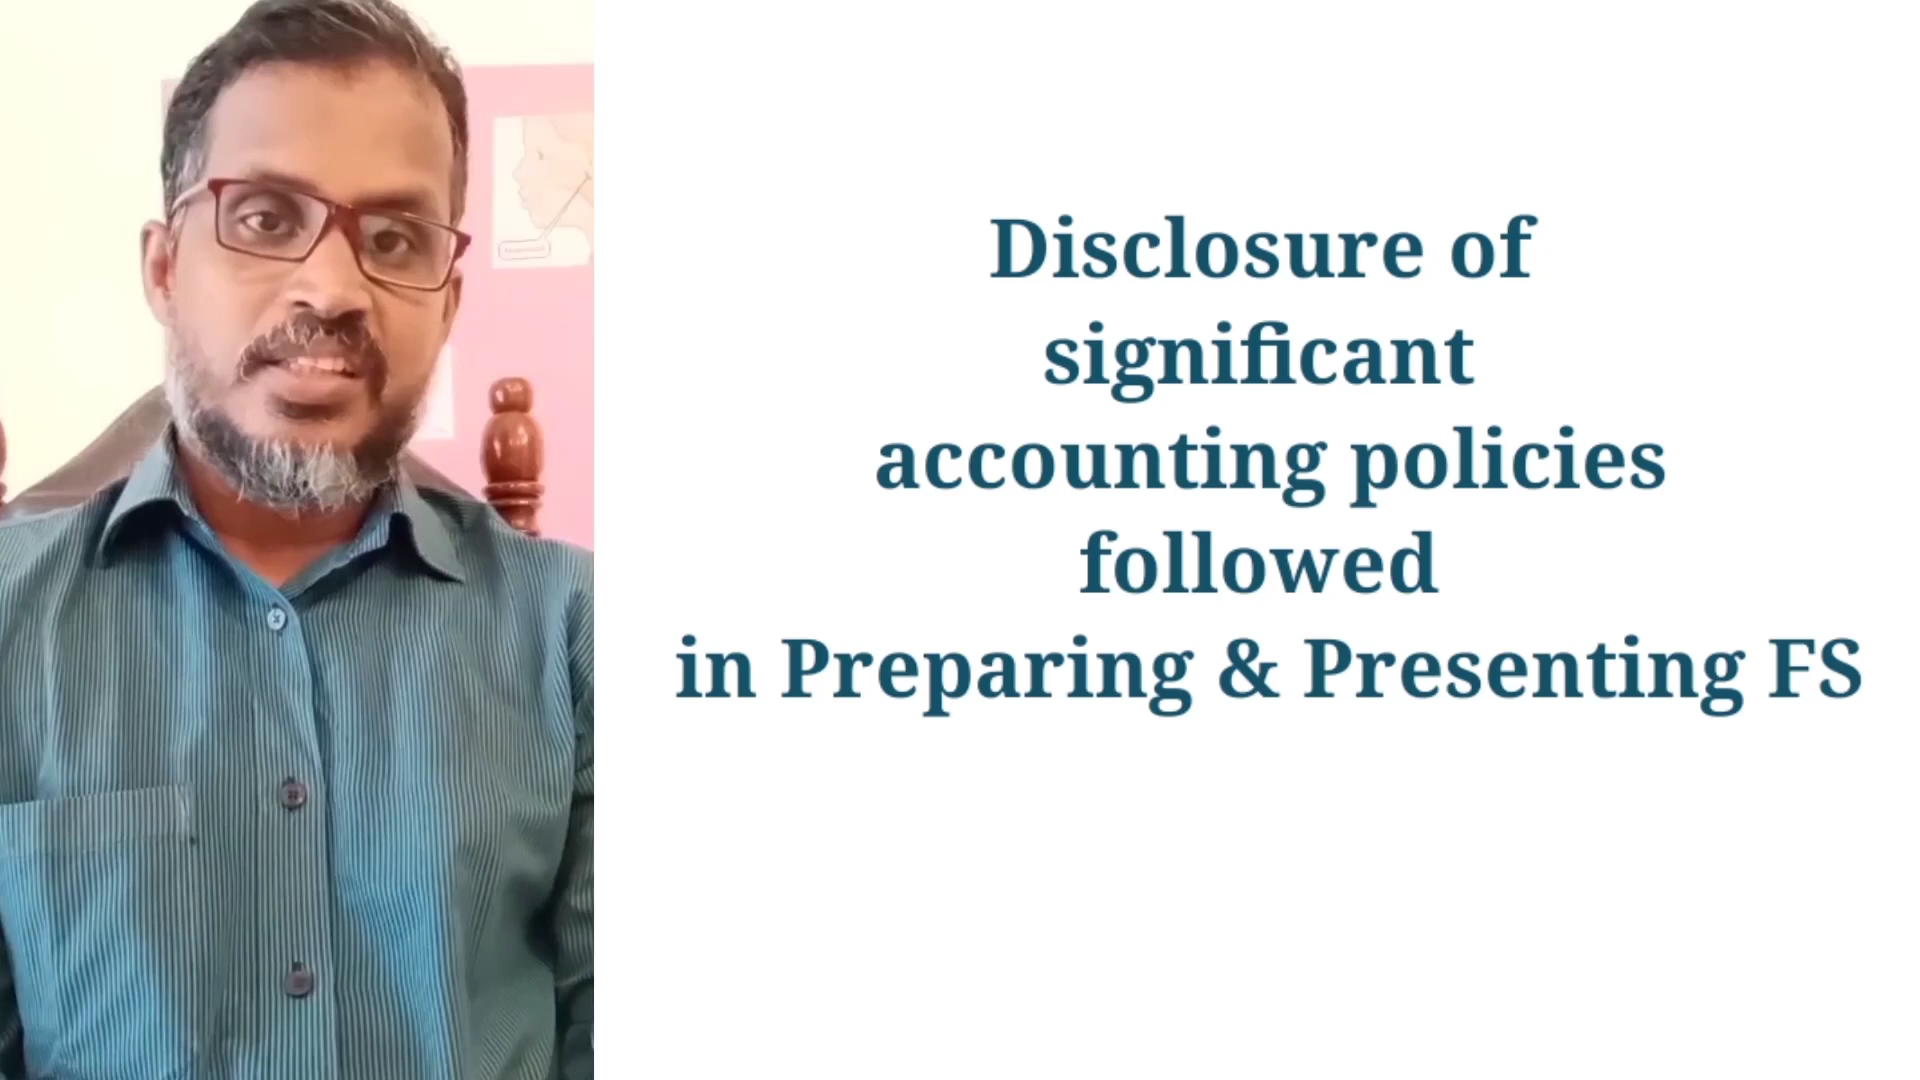 Disclosure of
significant
accounting policies
followed
in Preparing & Presenting FS